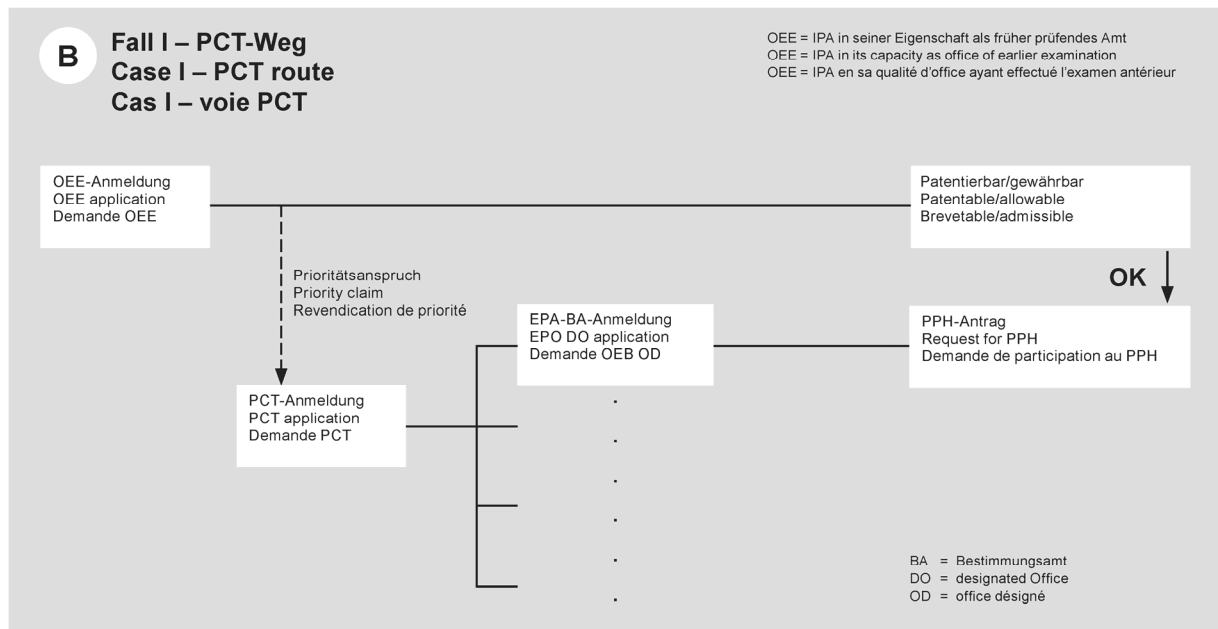 B
Fall I – PCT-Weg
Case I – PCT route
Cas I – voie PCT
OEE = IPA in seiner Eigenschaft als früher prüfendes Amt
OEE = IPA in its capacity as office of earlier examination
OEE = IPA en sa qualité d'office ayant effectué l'examen antérieur
OEE-Anmeldung
OEE application
Demande OEE
Patentierbar/gewährbar
Patentable/allowable
Brevetable/admissible
Prioritätsanspruch
Priority claim
Revendication de priorité
OK
EPA-BA-Anmeldung
EPO DO application
Demande OEB OD
PPH-Antrag
Request for PPH
Demande de participation au PPH
PCT-Anmeldung
PCT application
Demande PCT
BA = Bestimmungsamt
DO = designated Office
OD = office désigné